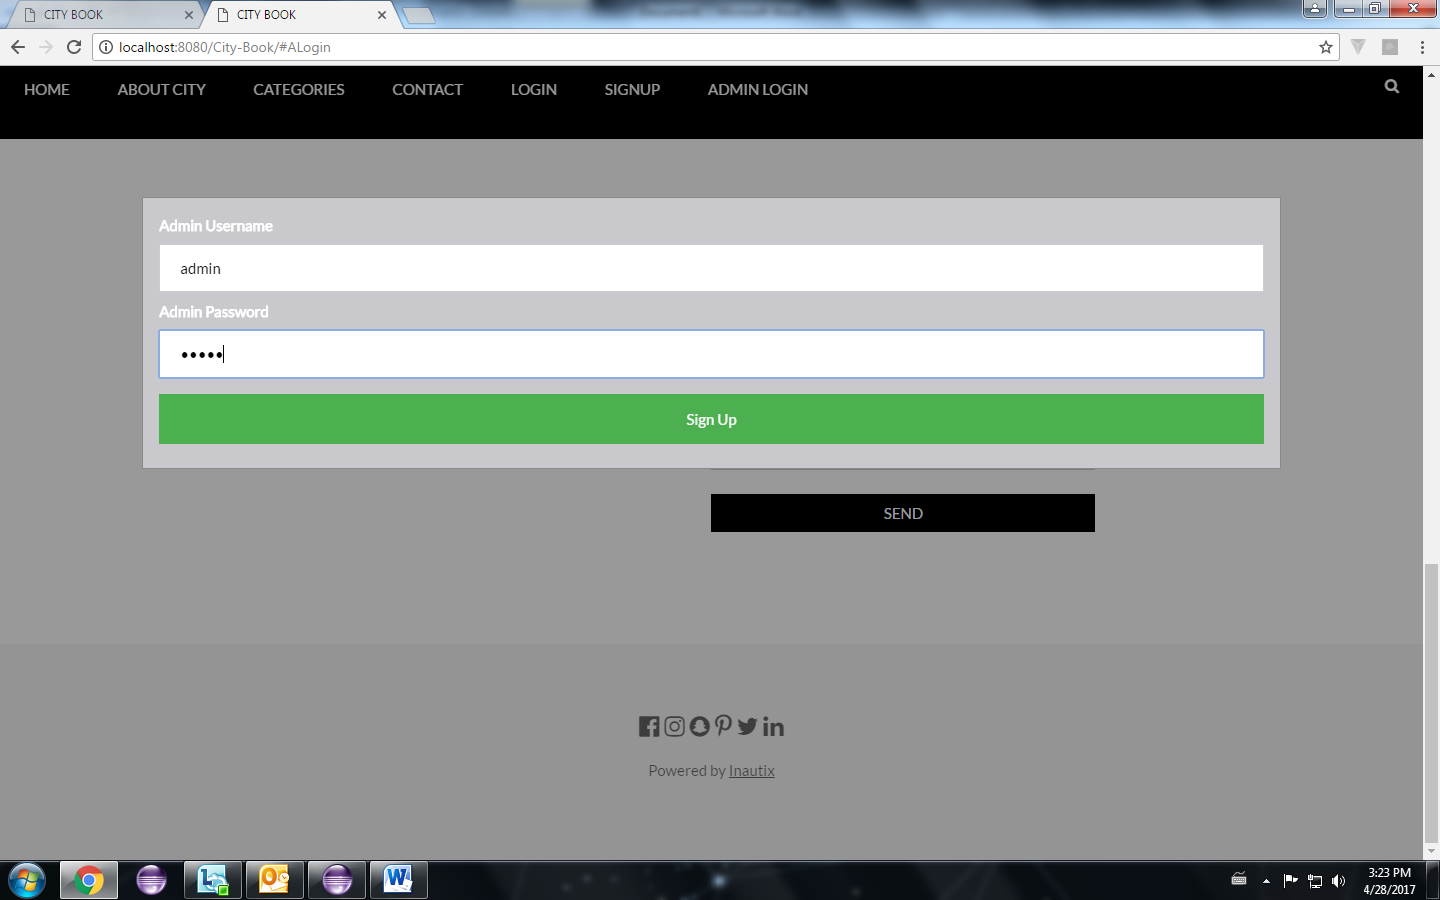 CITY BOOK
CITY BOOK
localhost:8080/City-Book/#ALogin
HOME ABOUT CITY CATEGORIES CONTACT LOGIN SIGNUP ADMIN LOGIN
Admin Username
admin
Admin Password
•••••
Sign Up
SEND
Powered by Inautix
3:23 PM
4/28/2017